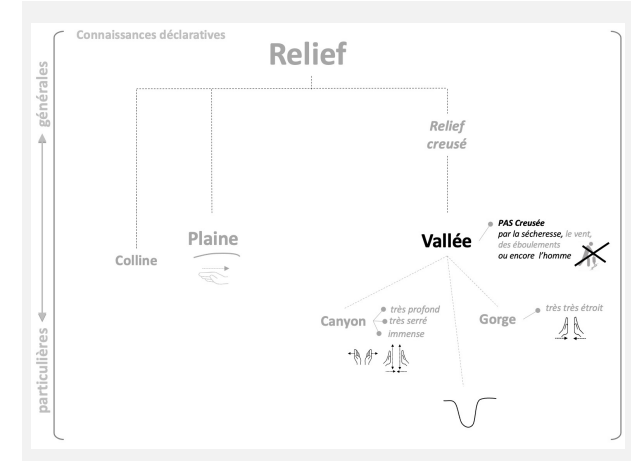 Connaissances déclaratives
Relief
générales
Relief
creusé
PAS Creusée
par la sécheresse, le vent,
des éboulements
ou encore l'homme
Plaine
Vallée
Colline
Canyon
très profond
très serré
immense
Gorge
très très étroit
particulières